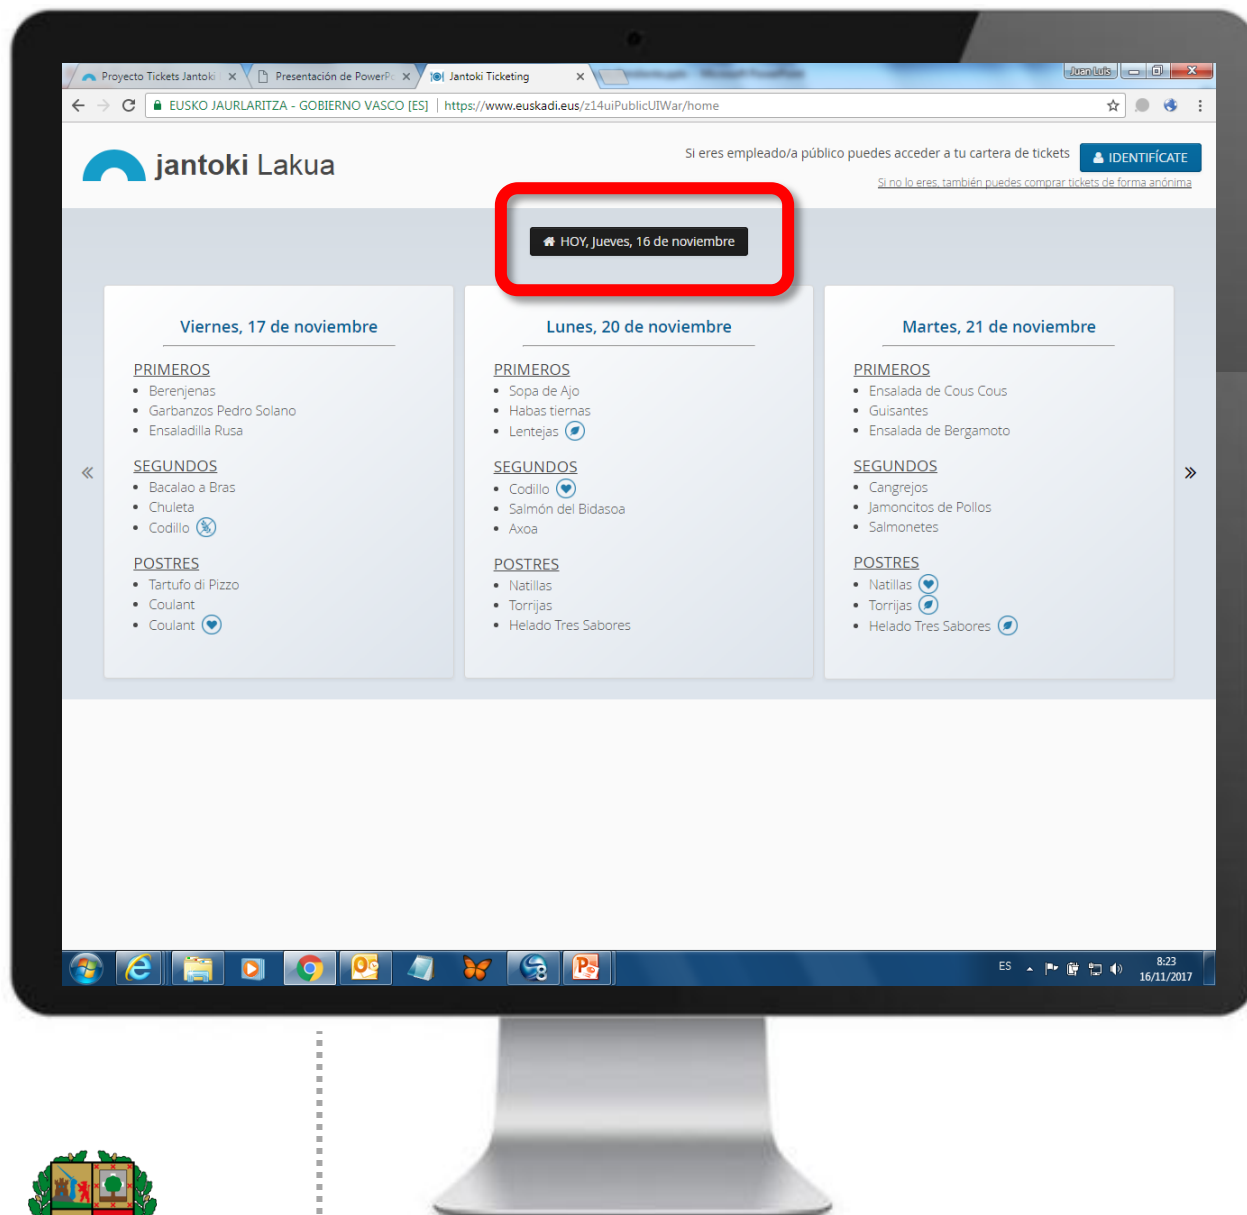 Proyecto Tickets Jantoki
Presentación de PowerPo
Jantoki Ticketing
Juan Luis
EUSKO JAURLARITZA - GOBIERNO VASCO [ES]
https://www.euskadi.eus/z14uiPublicUIWar/home
jantoki Lakua
Si eres empleado/a público puedes acceder a tu cartera de tickets
IDENTIFÍCATE
Si no lo eres, también puedes comprar tickets de forma anónima
HOY, Jueves, 16 de noviembre
Viernes, 17 de noviembre
PRIMEROS
Berenjenas
Garbanzos Pedro Solano
Ensaladilla Rusa
SEGUNDOS
Bacalao a Bras
Chuleta
Codillo
POSTRES
Tartufo di Pizzo
Coulant
Coulant
Lunes, 20 de noviembre
PRIMEROS
Sopa de Ajo
Habas tiernas
Lentejas
SEGUNDOS
Codillo
Salmón del Bidasoa
Axoa
POSTRES
Natillas
Torrijas
Helado Tres Sabores
Martes, 21 de noviembre
PRIMEROS
Ensalada de Cous Cous
Guisantes
Ensalada de Bergamoto
SEGUNDOS
Cangrejos
Jamoncitos de Pollos
Salmonetes
POSTRES
Natillas
Torrijas
Helado Tres Sabores
ES
8:23
16/11/2017